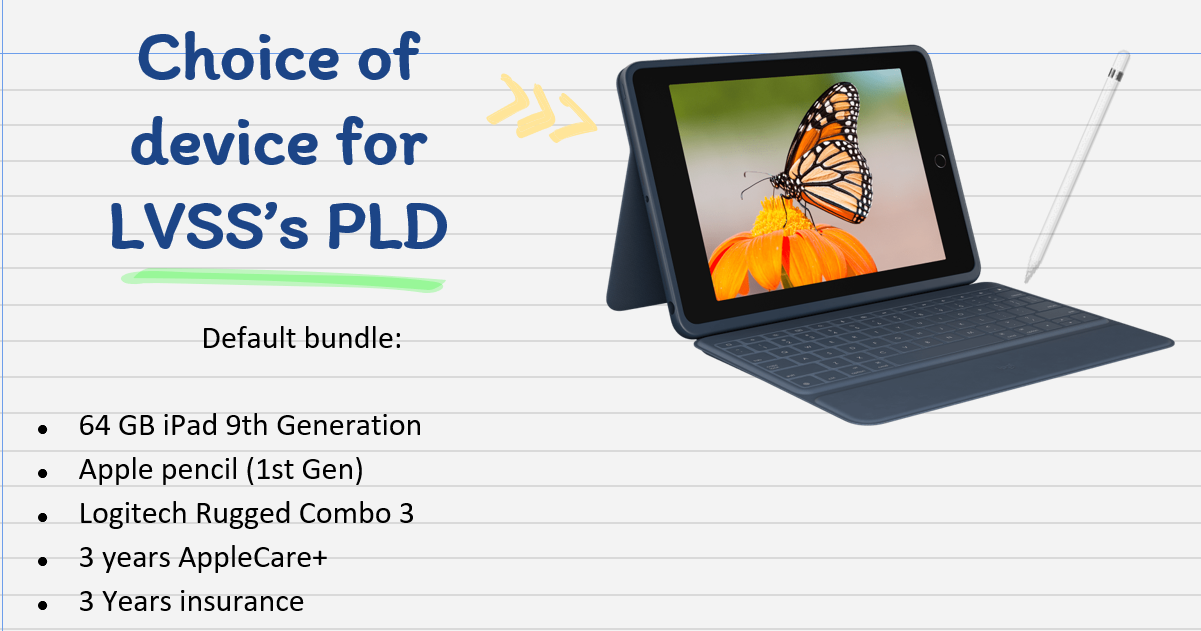 Choice of
device for
LVSS’s PLD
Default bundle:
• 64 GB iPad 9th Generation
• Apple pencil (1st Gen)
• Logitech Rugged Combo 3
• 3 years AppleCare+
• 3 Years insurance